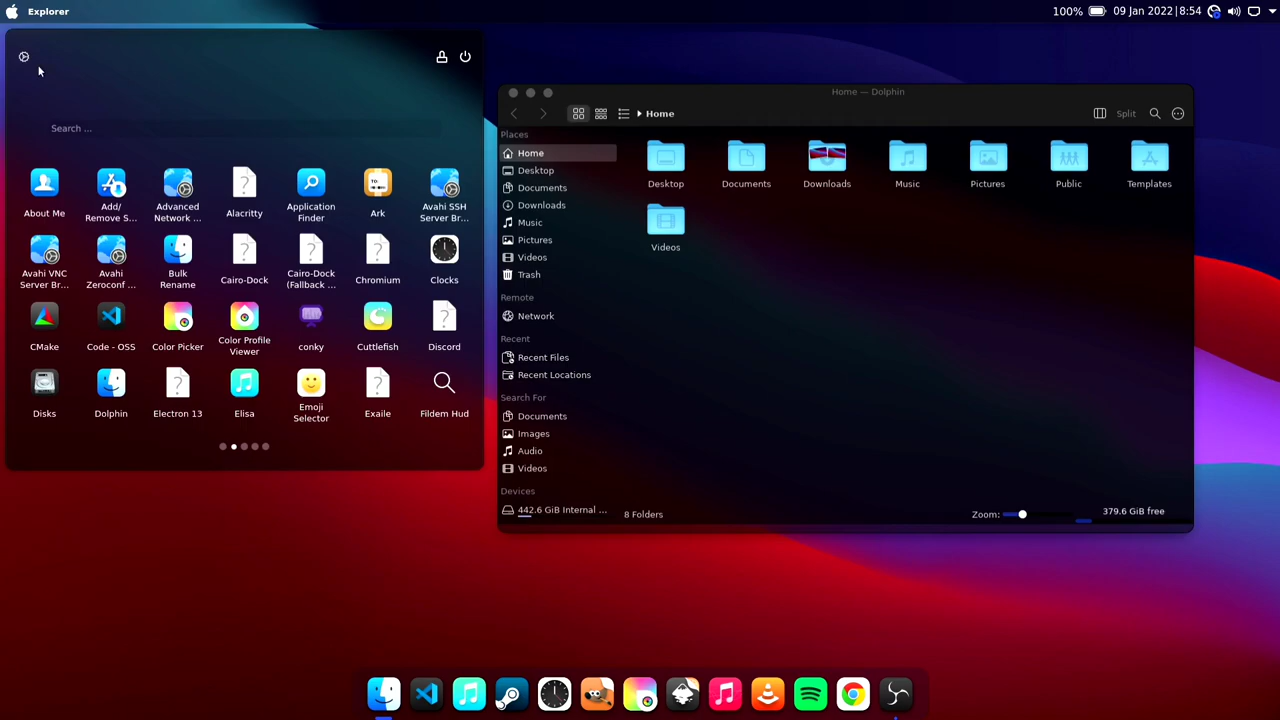 Explorer
100%
09 Jan 2022|8:54
Search ...
About Me
Add/
Remove S...
Advanced
Network ...
Alacritty
Application
Finder
Ark
Avahi SSH
Server Br...
Avahi VNC
Server Br...
Avahi
Zeroconf ...
Bulk
Rename
Cairo-Dock
Cairo-Dock
(Fallback ...
Chromium
Clocks
CMake
Code - OSS
Color Picker
Color Profile
Viewer
conky
Cuttlefish
Discord
Disks
Dolphin
Electron 13
Elisa
Emoji
Selector
Exaile
Fildem Hud
Home — Dolphin
Home
Split
Places
Home
Desktop
Documents
Downloads
Music
Pictures
Videos
Trash
Remote
Network
Recent
Recent Files
Recent Locations
Search For
Documents
Images
Audio
Videos
Devices
442.6 GiB Internal ...
Desktop
Documents
Downloads
Music
Pictures
Public
Templates
Videos
8 Folders
Zoom:
379.6 GiB free